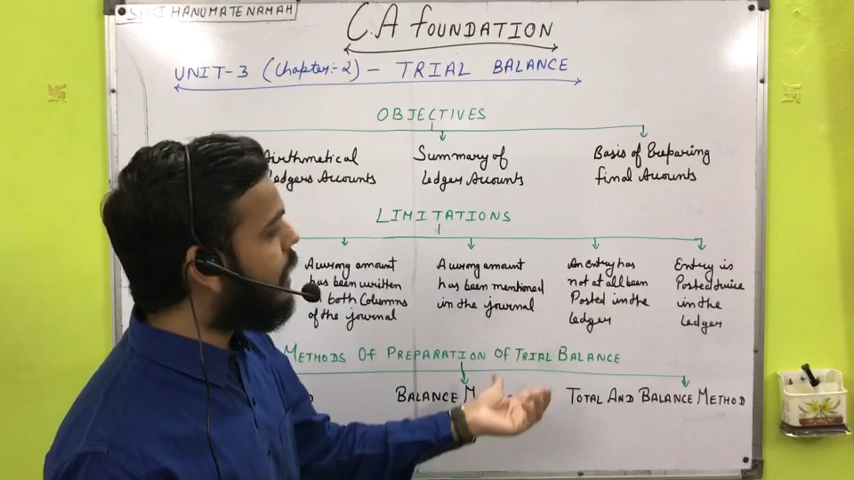 SHRI HANUMATE NAMAH
C.A FOUNDATION
UNIT-3 (Chapter:-2) - TRIAL BALANCE
OBJECTIVES
Airthmetical
Ledgers Accounts
Summary of
Ledger Accounts
Basis of Preparing
Final Accounts
LIMITATIONS
A wrong amount
has been written
both Columns
of the journal
A wrong amount
has been mentioned
in the journal
An Entry has
not at all been
Posted in the
ledger
Entry is
Posted twice
in the
Ledger
METHODS OF PREPARATION OF TRIAL BALANCE
BALANCE M
TOTAL AND BALANCE METHOD